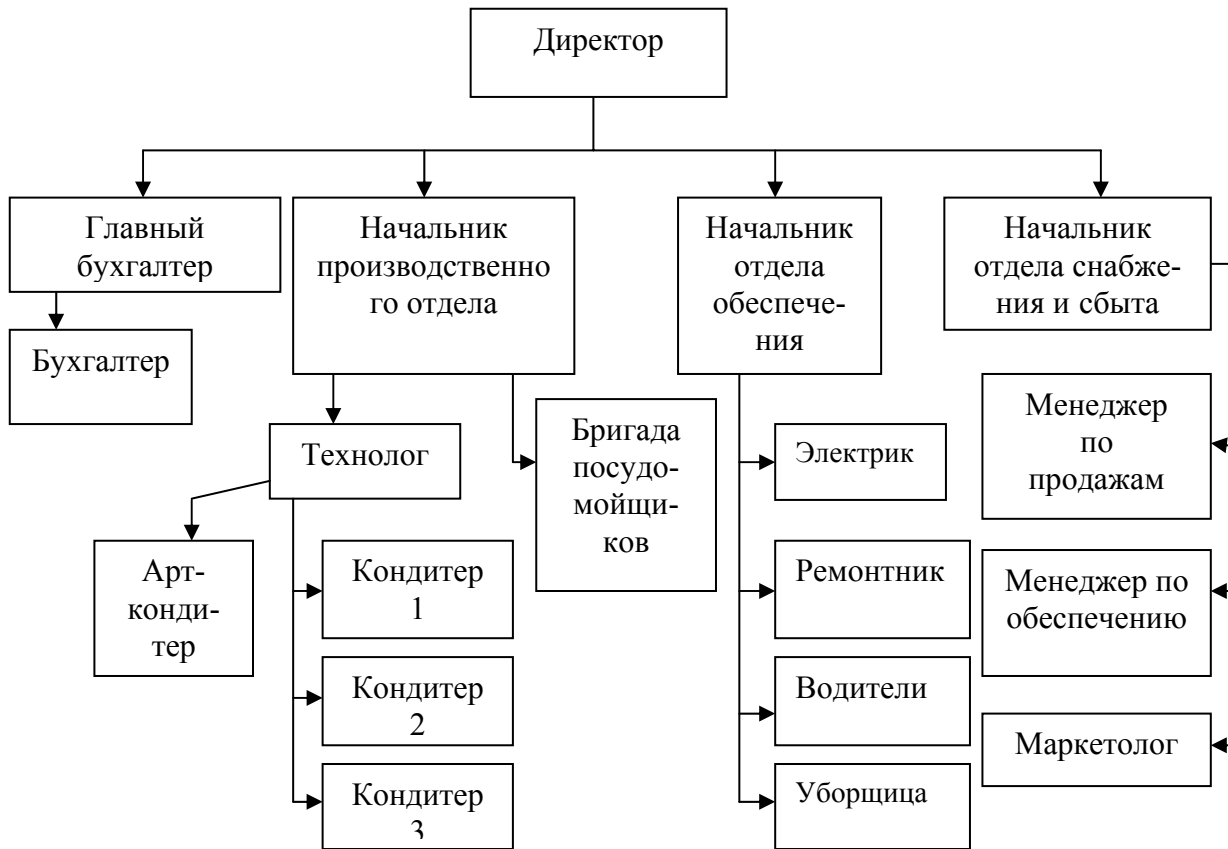 Директор
Главный
бухгалтер
Начальник
производственно
го отдела
Начальник
отдела
обеспече-
ния
Начальник
отдела снабже-
ния и сбыта
Бухгалтер
Технолог
Бригада
посудо-
мойщи-
ков
Электрик
Менеджер
по
продажам
Арт-
конди-
тер
Кондитер
1
Ремонтник
Менеджер по
обеспечению
Кондитер
2
Водители
Маркетолог
Кондитер
3
Уборщица